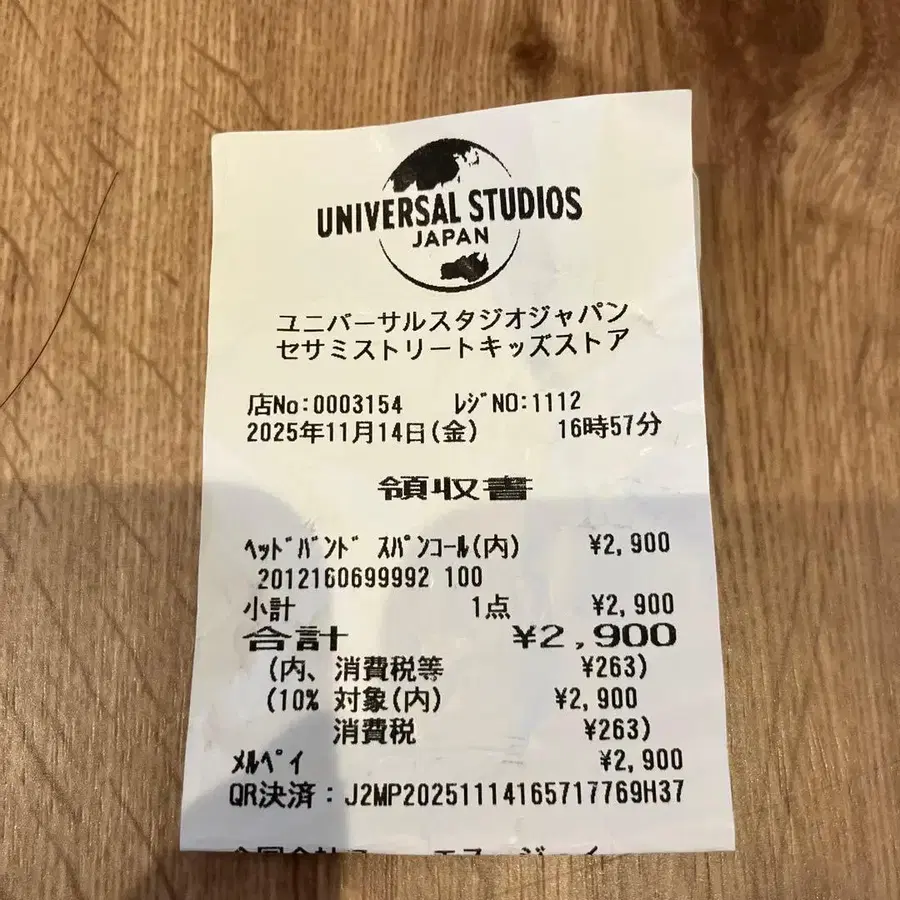 UNIVERSAL STUDIOS
JAPAN
ユニバーサルスタジオジャパン
セサミストリートキッズストア
店No:0003154 ﾚｼﾞNO:1112
2025年11月14日(金) 16時57分
領収書
ﾍｯﾄﾞﾊﾞﾝﾄﾞ ｽﾊﾟﾝｺｰﾙ(内) ¥2,900
2012160699992 100
小計 1点 ¥2,900
合計 ¥2,900
(内、消費税等 ¥263)
(10% 対象(内) ¥2,900
消費税 ¥263)
ﾒﾙﾍﾟｲ ¥2,900
QR決済：J2MP20251114165717769H37